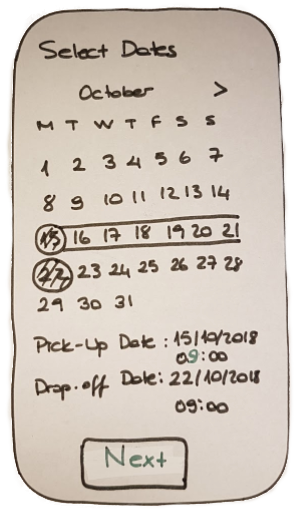 Select Dates
October >
M T W T F S S
1 2 3 4 5 6 7
8 9 10 11 12 13 14
15 16 17 18 19 20 21
22 23 24 25 26 27 28
29 30 31
Pick-Up Date : 15/10/2018
09:00
Drop-off Date: 22/10/2018
09:00
Next